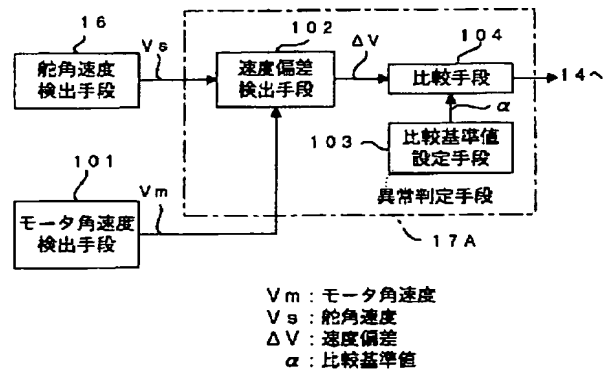 16
舵角速度
検出手段
Vs
102
速度偏差
検出手段
ΔV
104
比較手段
14へ
α
103
比較基準値
設定手段
101
モータ角速度
検出手段
Vm
異常判定手段
17A
Vm:モータ角速度
Vs:舵角速度
ΔV:速度偏差
α:比較基準値